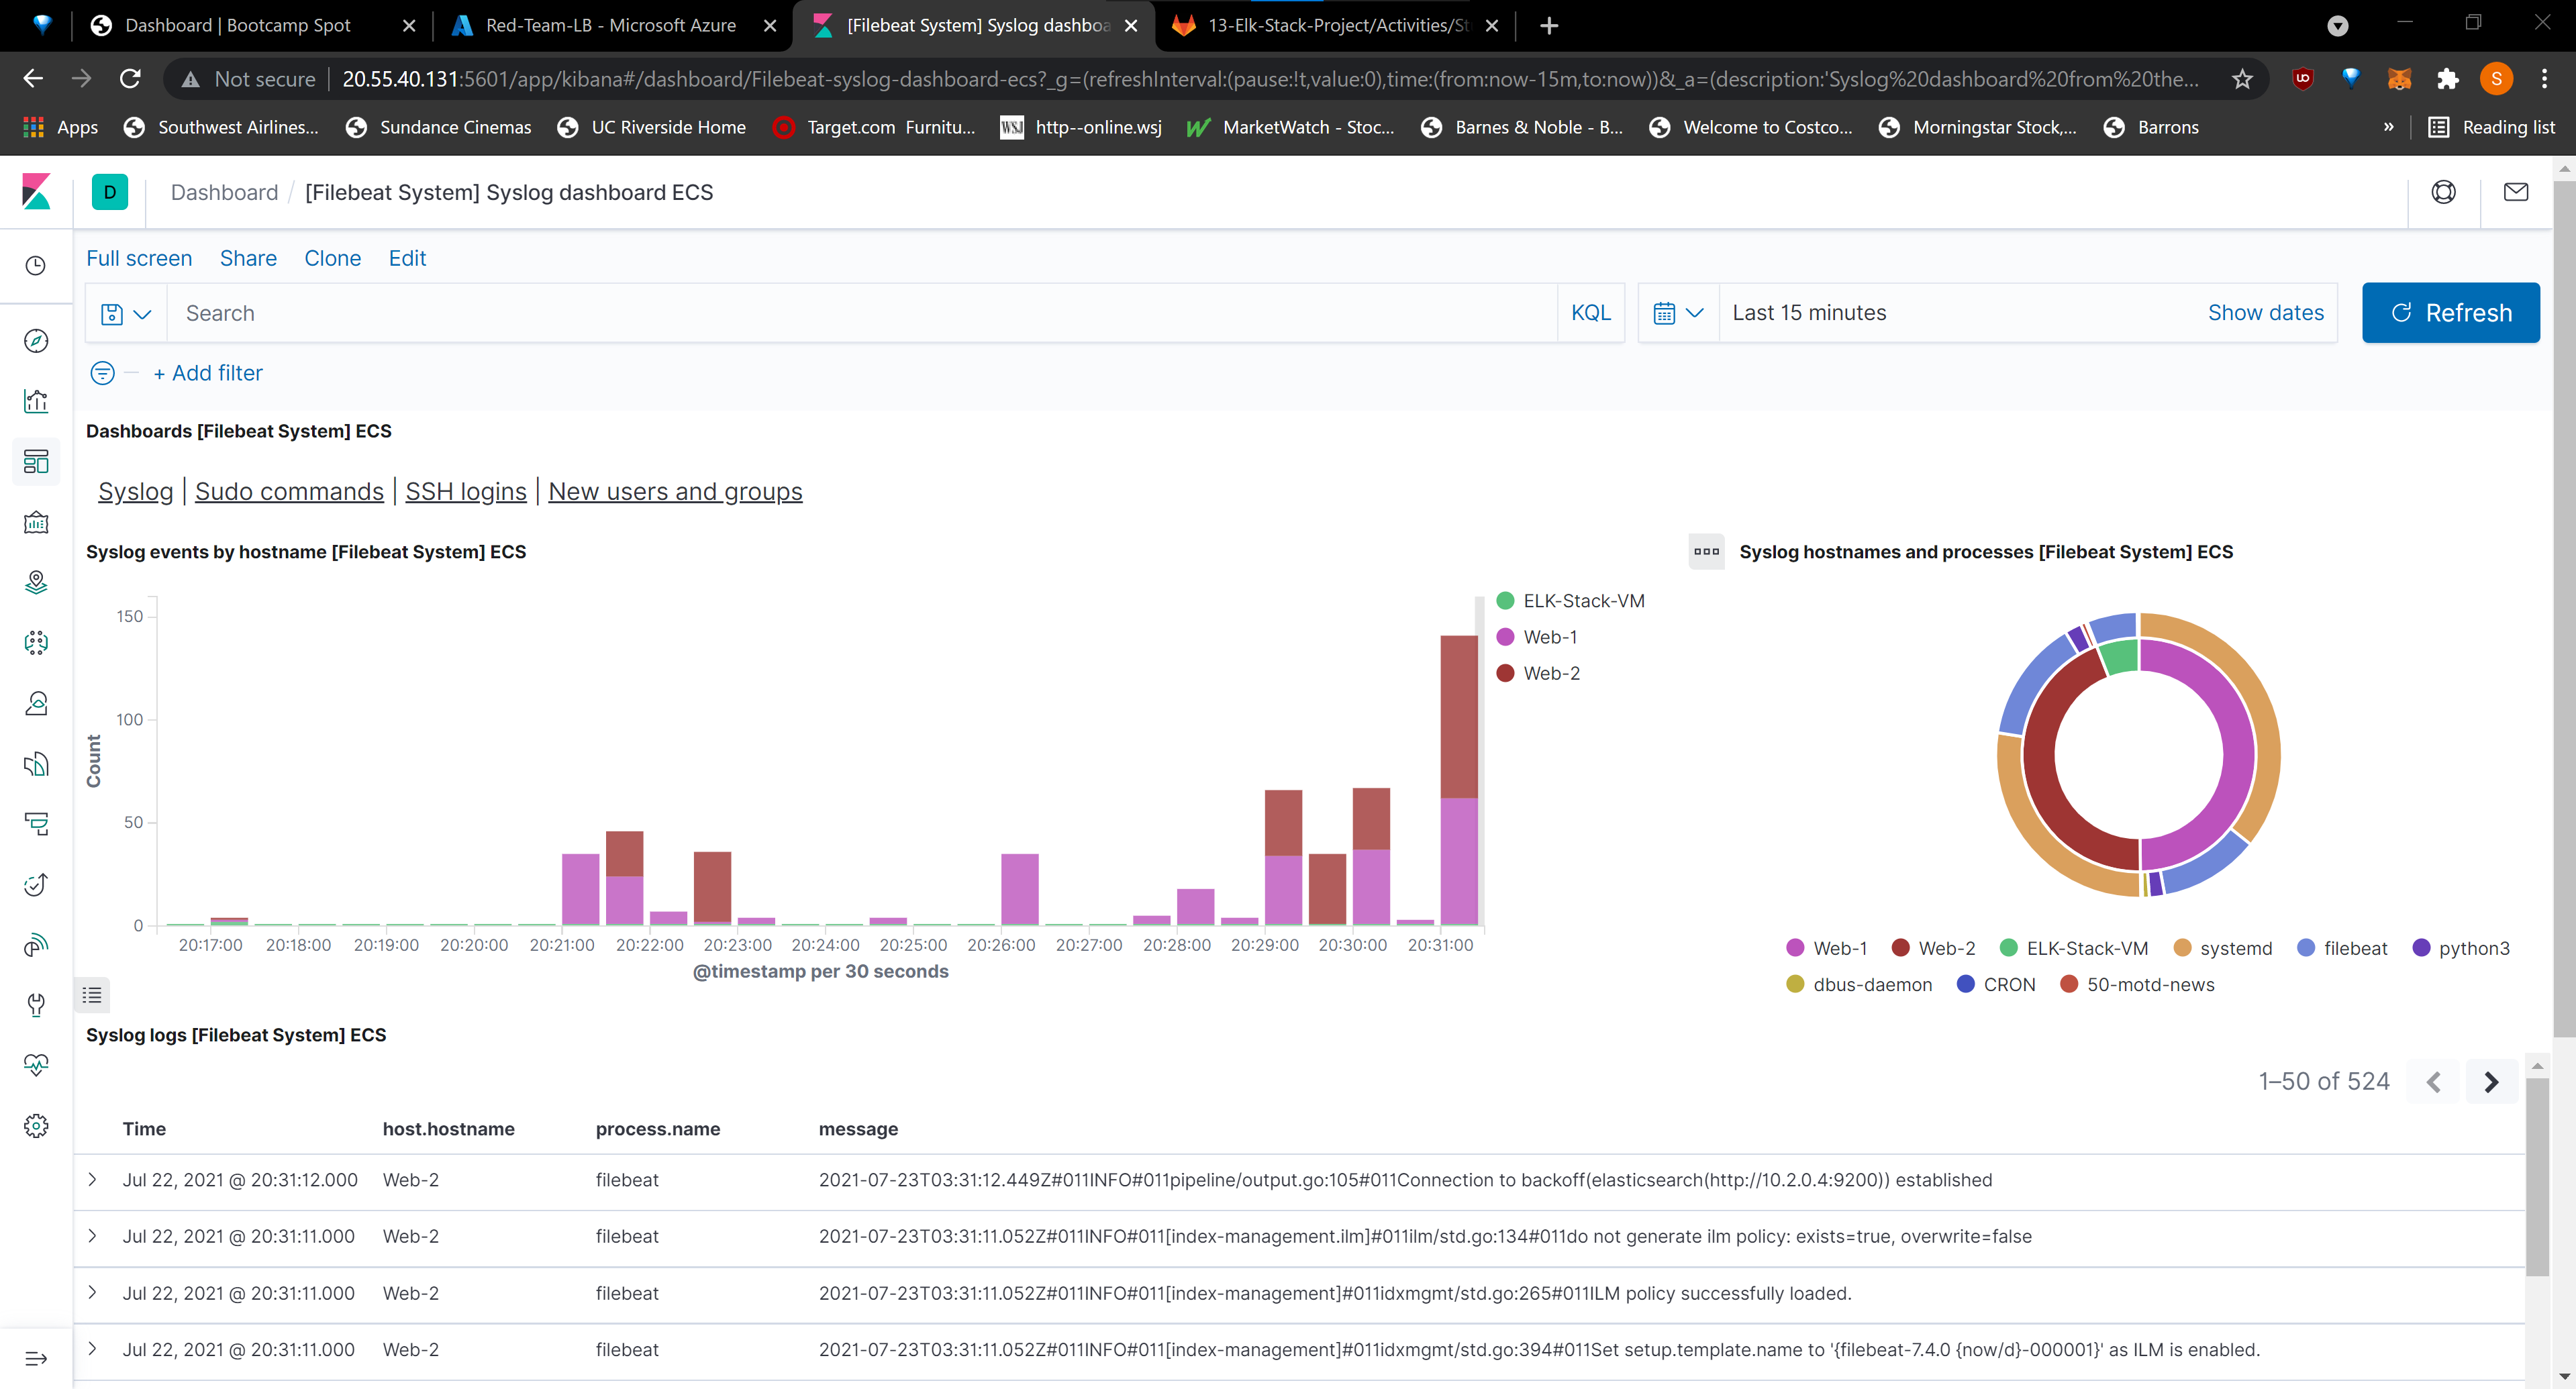 Dashboard | Bootcamp Spot
Red-Team-LB - Microsoft Azure
[Filebeat System] Syslog dashboa
13-Elk-Stack-Project/Activities/St
Not secure | 20.55.40.131:5601/app/kibana#/dashboard/Filebeat-syslog-dashboard-ecs?_g=(refreshInterval:(pause:!t,value:0),time:(from:now-15m,to:now))&_a=(description:'Syslog%20dashboard%20from%20the...
S
Apps
Southwest Airlines...
Sundance Cinemas
UC Riverside Home
Target.com Furnitu...
WSJ http--online.wsj
MarketWatch - Stoc...
Barnes & Noble - B...
Welcome to Costco...
Morningstar Stock,...
Barrons
»
Reading list
D
Dashboard / [Filebeat System] Syslog dashboard ECS
Full screen Share Clone Edit
Search
KQL
Last 15 minutes
Show dates
Refresh
+ Add filter
Dashboards [Filebeat System] ECS
Syslog | Sudo commands | SSH logins | New users and groups
Syslog events by hostname [Filebeat System] ECS
150
100
50
0
Count
20:17:00 20:18:00 20:19:00 20:20:00 20:21:00 20:22:00 20:23:00 20:24:00 20:25:00 20:26:00 20:27:00 20:28:00 20:29:00 20:30:00 20:31:00
@timestamp per 30 seconds
ELK-Stack-VM
Web-1
Web-2
Syslog hostnames and processes [Filebeat System] ECS
Web-1 Web-2 ELK-Stack-VM systemd filebeat python3
dbus-daemon CRON 50-motd-news
Syslog logs [Filebeat System] ECS
1–50 of 524
Time host.hostname process.name message
Jul 22, 2021 @ 20:31:12.000 Web-2 filebeat 2021-07-23T03:31:12.449Z#011INFO#011pipeline/output.go:105#011Connection to backoff(elasticsearch(http://10.2.0.4:9200)) established
Jul 22, 2021 @ 20:31:11.000 Web-2 filebeat 2021-07-23T03:31:11.052Z#011INFO#011[index-management.ilm]#011ilm/std.go:134#011do not generate ilm policy: exists=true, overwrite=false
Jul 22, 2021 @ 20:31:11.000 Web-2 filebeat 2021-07-23T03:31:11.052Z#011INFO#011[index-management]#011idxmgmt/std.go:265#011ILM policy successfully loaded.
Jul 22, 2021 @ 20:31:11.000 Web-2 filebeat 2021-07-23T03:31:11.052Z#011INFO#011[index-management]#011idxmgmt/std.go:394#011Set setup.template.name to '{filebeat-7.4.0 {now/d}-000001}' as ILM is enabled.